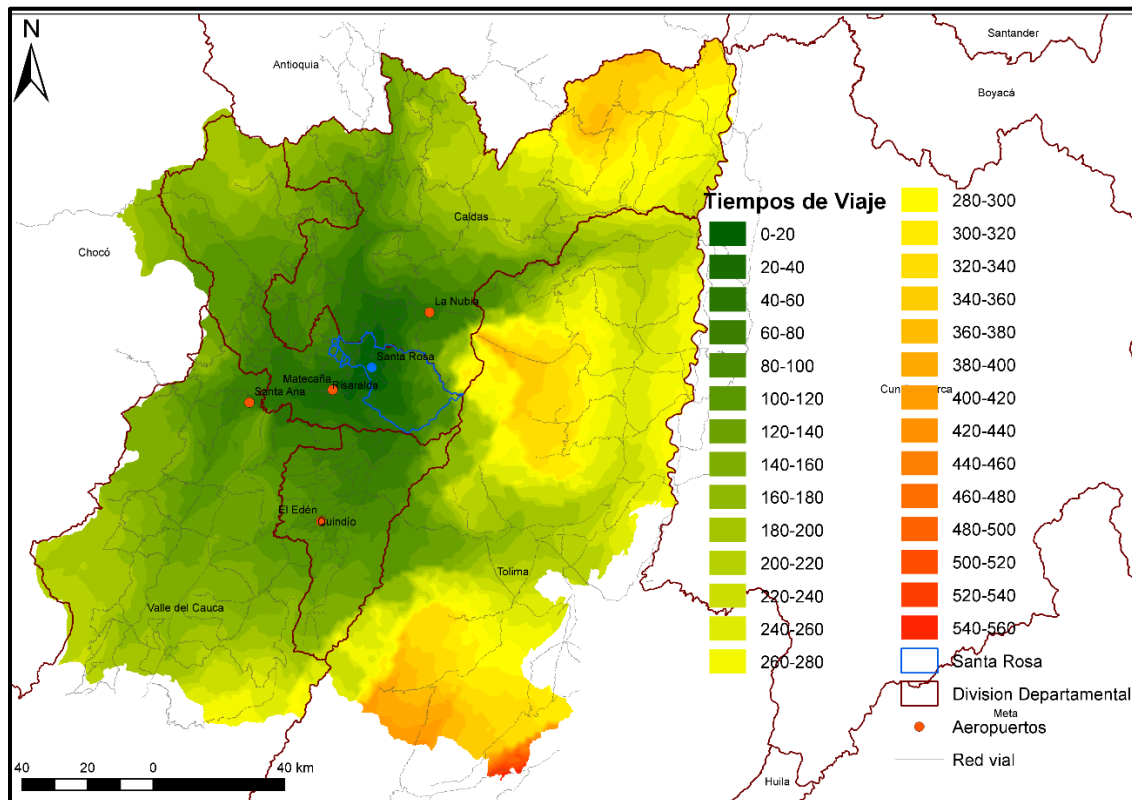 N
Santander
Antioquia
Boyacá
Tiempos de Viaje
Caldas
Chocó
La Nubia
Santa Rosa
Matecaña
Risaralda
Santa Ana
El Edén
Quindío
Tolima
Valle del Cauca
0-20
20-40
40-60
60-80
80-100
100-120
120-140
140-160
160-180
180-200
200-220
220-240
240-260
260-280
280-300
300-320
320-340
340-360
360-380
380-400
400-420
420-440
440-460
460-480
480-500
500-520
520-540
540-560
Santa Rosa
Division Departamental
Meta
Aeropuertos
Red vial
Huila
40 20 0 40 km